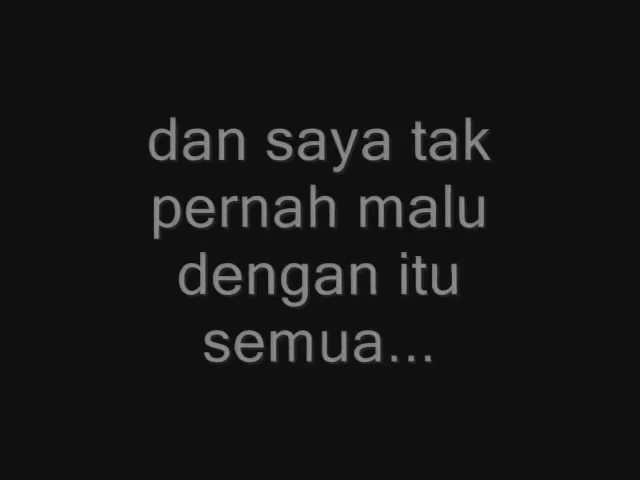 dan saya tak
pernah malu
dengan itu
semua...